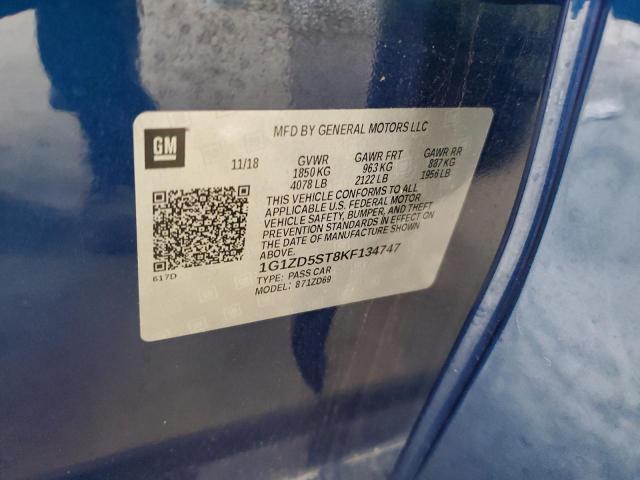 MFD BY GENERAL MOTORS LLC
GM
11/18 GVWR GAWR FRT GAWR RR
1850 KG 963 KG 887 KG
4078 LB 2122 LB 1956 LB
THIS VEHICLE CONFORMS TO ALL
APPLICABLE U.S. FEDERAL MOTOR
VEHICLE SAFETY, BUMPER, AND THEFT
PREVENTION STANDARDS IN EFFECT ON
THE DATE OF MANUFACTURE SHOWN
ABOVE.
1G1ZD5ST8KF134747
TYPE: PASS CAR
MODEL: 871ZD69
617D